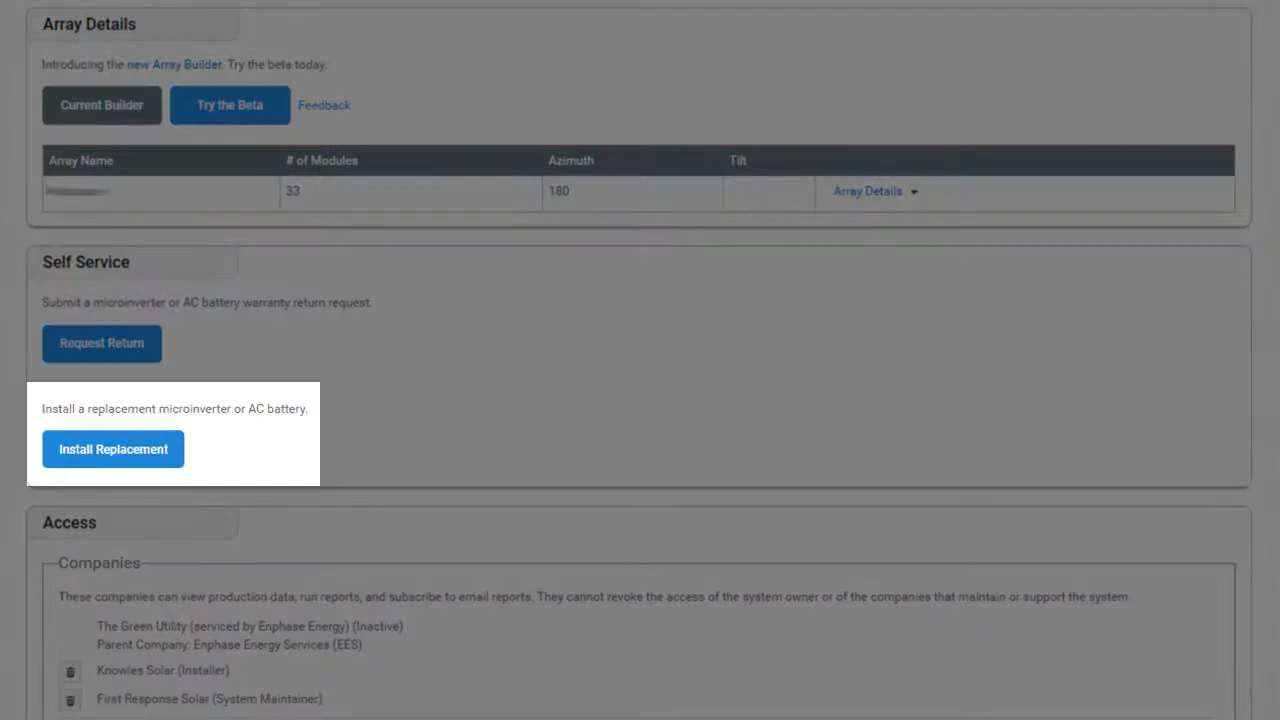 Array Details
Introducing the new Array Builder. Try the beta today.
Current Builder Try the Beta Feedback
Array Name # of Modules Azimuth Tilt
33 180 Array Details
Self Service
Submit a microinverter or AC battery warranty return request.
Request Return
Install a replacement microinverter or AC battery.
Install Replacement
Access
Companies
These companies can view production data, run reports, and subscribe to email reports. They cannot revoke the access of the system owner or of the companies that maintain or support the system.
The Green Utility (serviced by Enphase Energy) (Inactive)
Parent Company: Enphase Energy Services (EES)
Knowles Solar (Installer)
First Response Solar (System Maintainer)